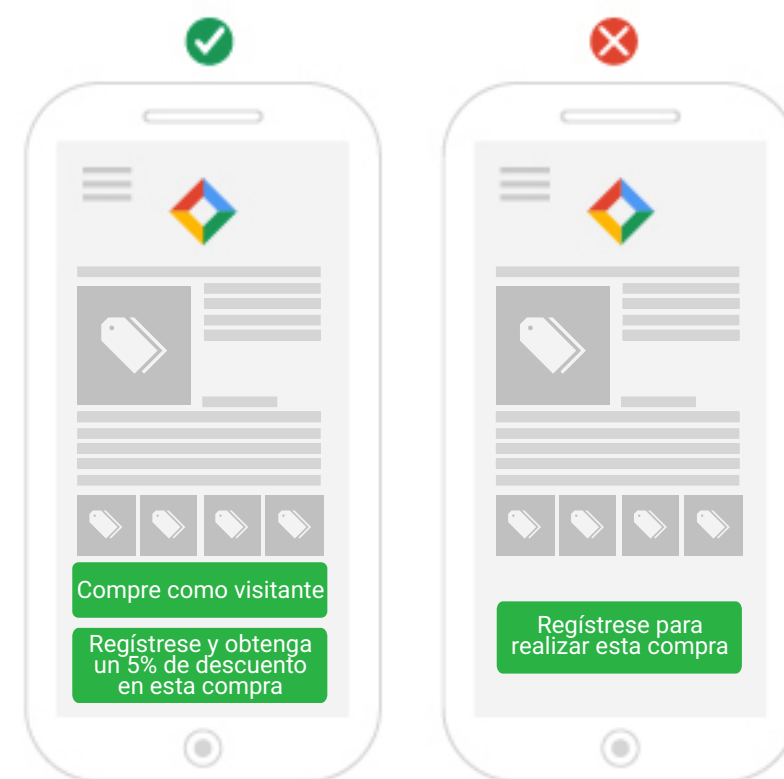 Compre como visitante
Regístrese y obtenga
un 5% de descuento
en esta compra
Regístrese para
realizar esta compra